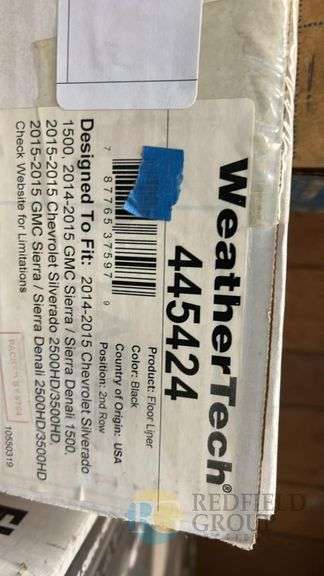 WeatherTech®
445424
Product: Floor Liner
Color: Black
Country of Origin: USA
Position: 2nd Row
7 87765 37597 9
Designed To Fit: 2014-2015 Chevrolet Silverado
1500, 2014-2015 GMC Sierra / Sierra Denali 1500,
2015-2015 Chevrolet Silverado 2500HD/3500HD,
2015-2015 GMC Sierra / Sierra Denali 2500HD/3500HD
Check Website for Limitations
10550319
REDFIELD
GROUP